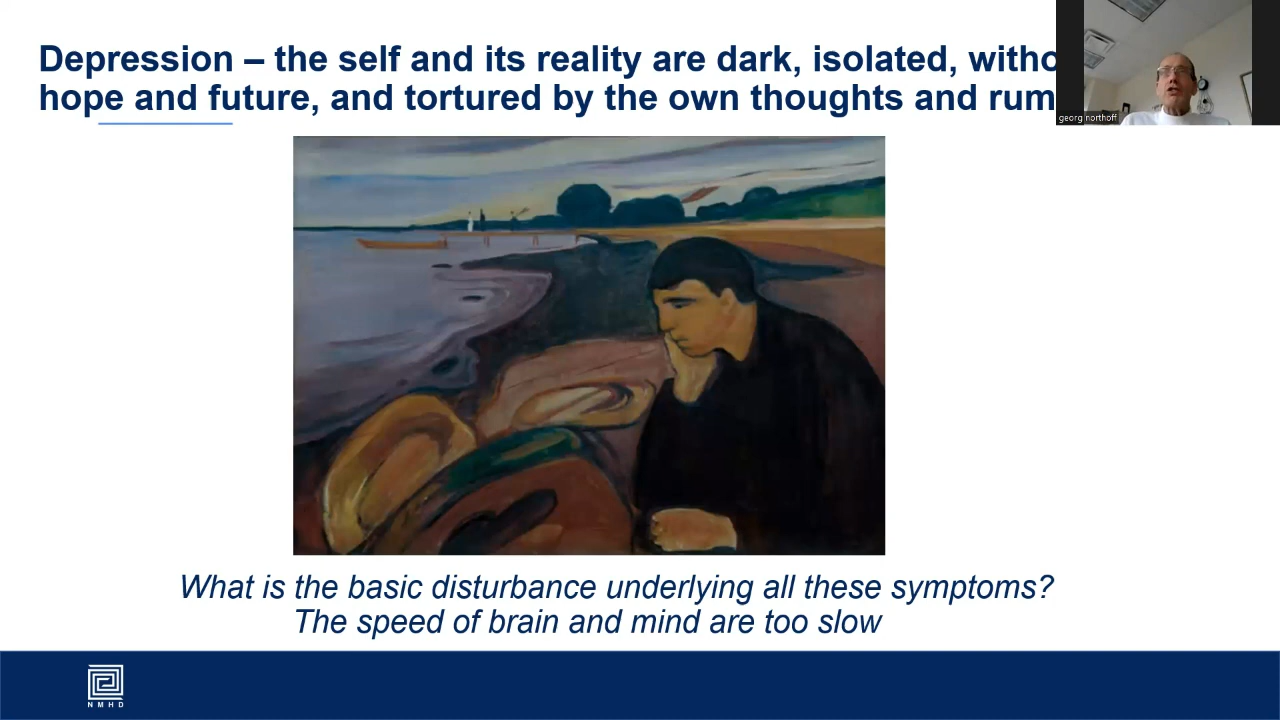 Depression – the self and its reality are dark, isolated,
hope and future, and tortured by the own thoughts and
georg northoff
What is the basic disturbance underlying all these symptoms?
The speed of brain and mind are too slow
NMHD